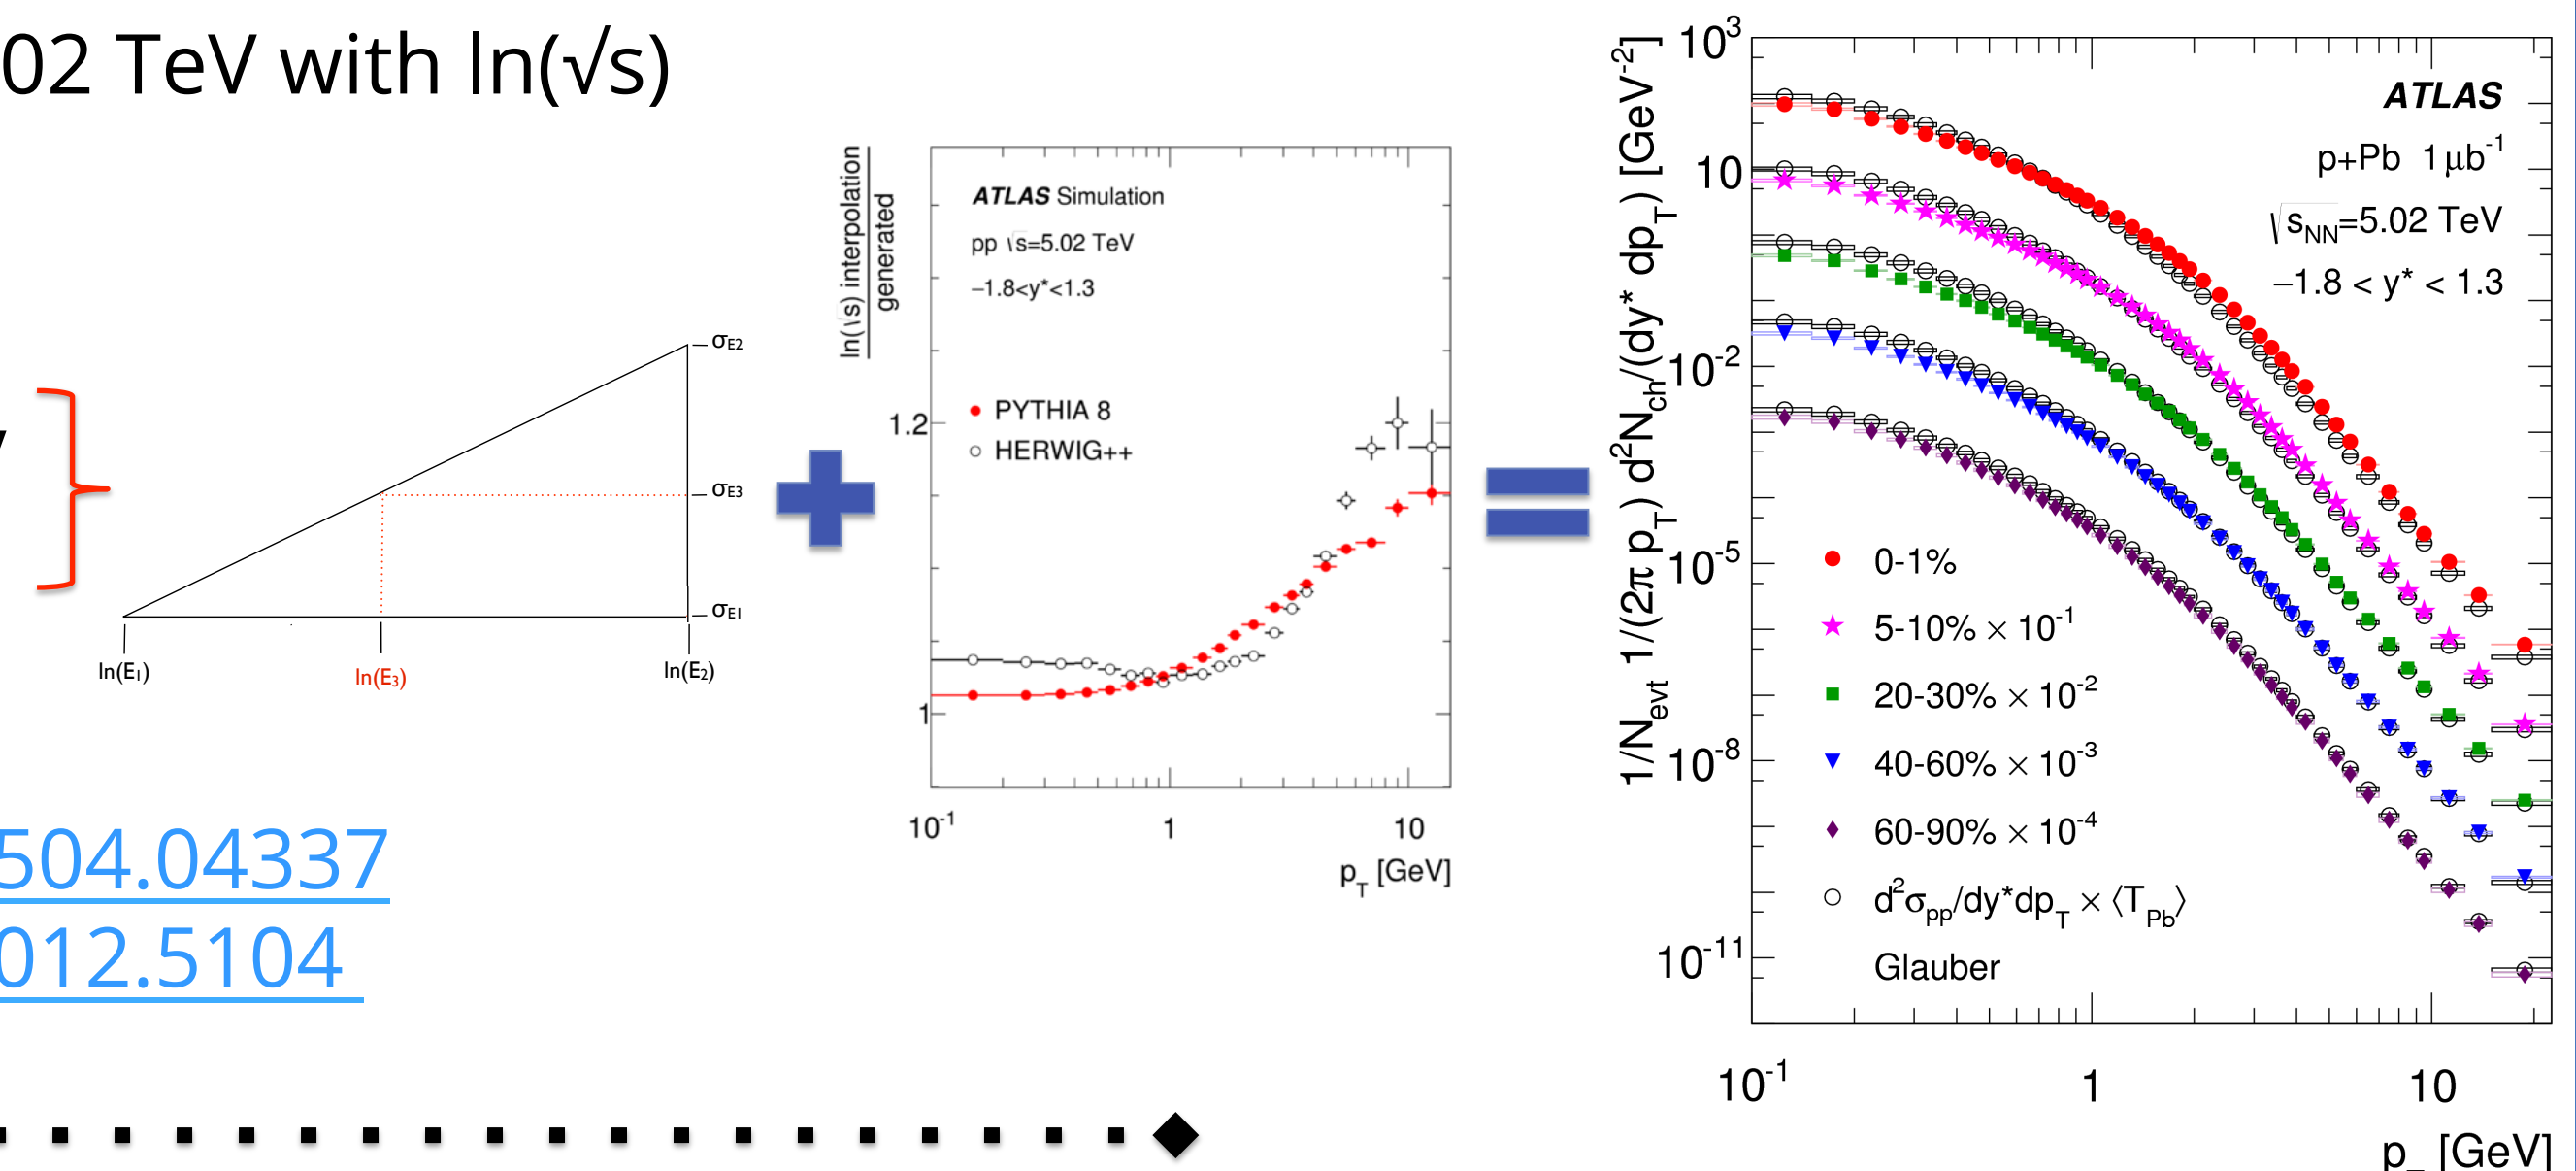 02 TeV with ln(√s)
σE2
σE3
σE1
ln(E1)
ln(E3)
ln(E2)
504.04337
012.5104
ln(√s) interpolation
generated
ATLAS Simulation
pp √s=5.02 TeV
−1.8<y*<1.3
PYTHIA 8
HERWIG++
1.2
1
10⁻¹
1
10
pT [GeV]
1/Nevt 1/(2π pT) d²Nch/(dy* dpT) [GeV⁻²]
10³
10
10⁻²
10⁻⁵
10⁻⁸
10⁻¹¹
ATLAS
p+Pb 1 μb⁻¹
√sNN=5.02 TeV
−1.8 < y* < 1.3
0-1%
5-10% × 10⁻¹
20-30% × 10⁻²
40-60% × 10⁻³
60-90% × 10⁻⁴
d²σpp/dy*dpT × ⟨TPb⟩
Glauber
10⁻¹
1
10
p [GeV]